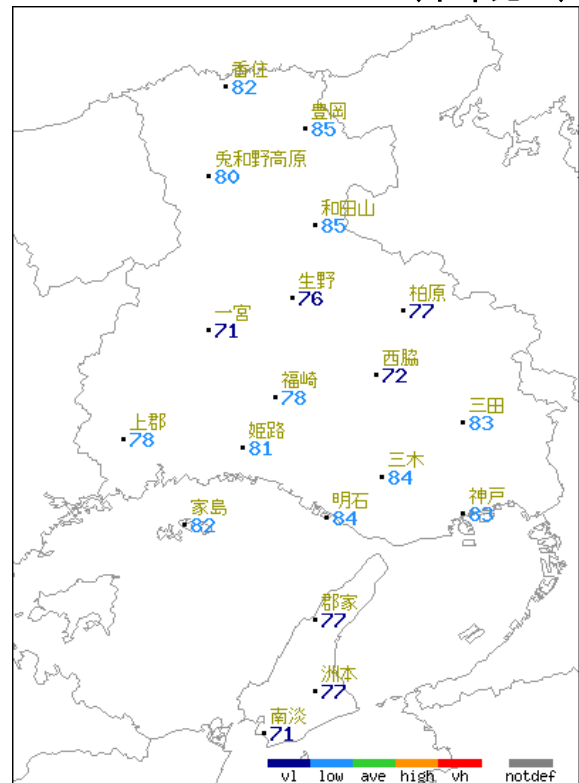 香住
82
豊岡
85
兎和野高原
80
和田山
85
生野
76
柏原
77
一宮
71
西脇
72
福崎
78
三田
83
上郡
78
姫路
81
三木
84
家島
82
明石
84
神戸
83
郡家
77
洲本
77
南淡
71
vl low ave high vh notdef